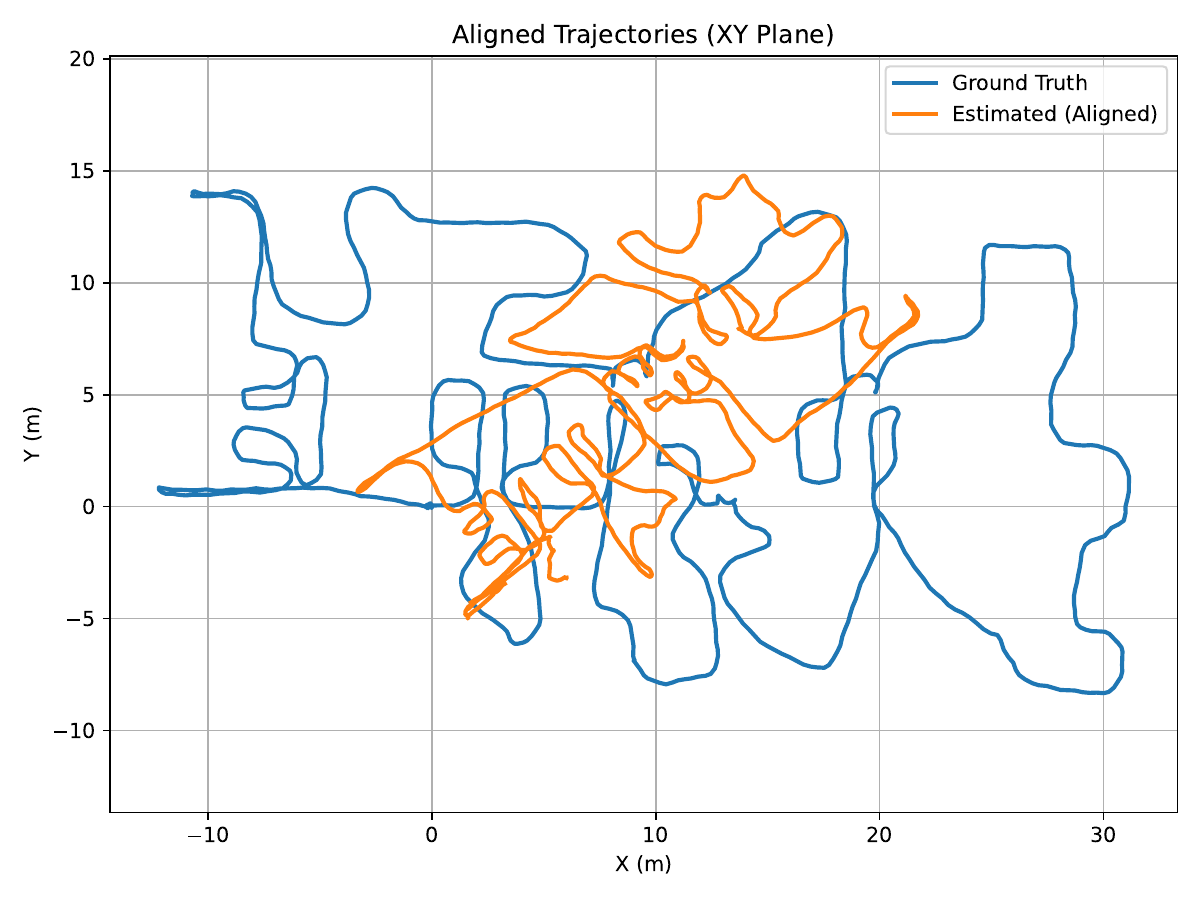 Aligned Trajectories (XY Plane)
Ground Truth
Estimated (Aligned)
20
15
10
5
0
−5
−10
Y (m)
−10
0
10
20
30
X (m)